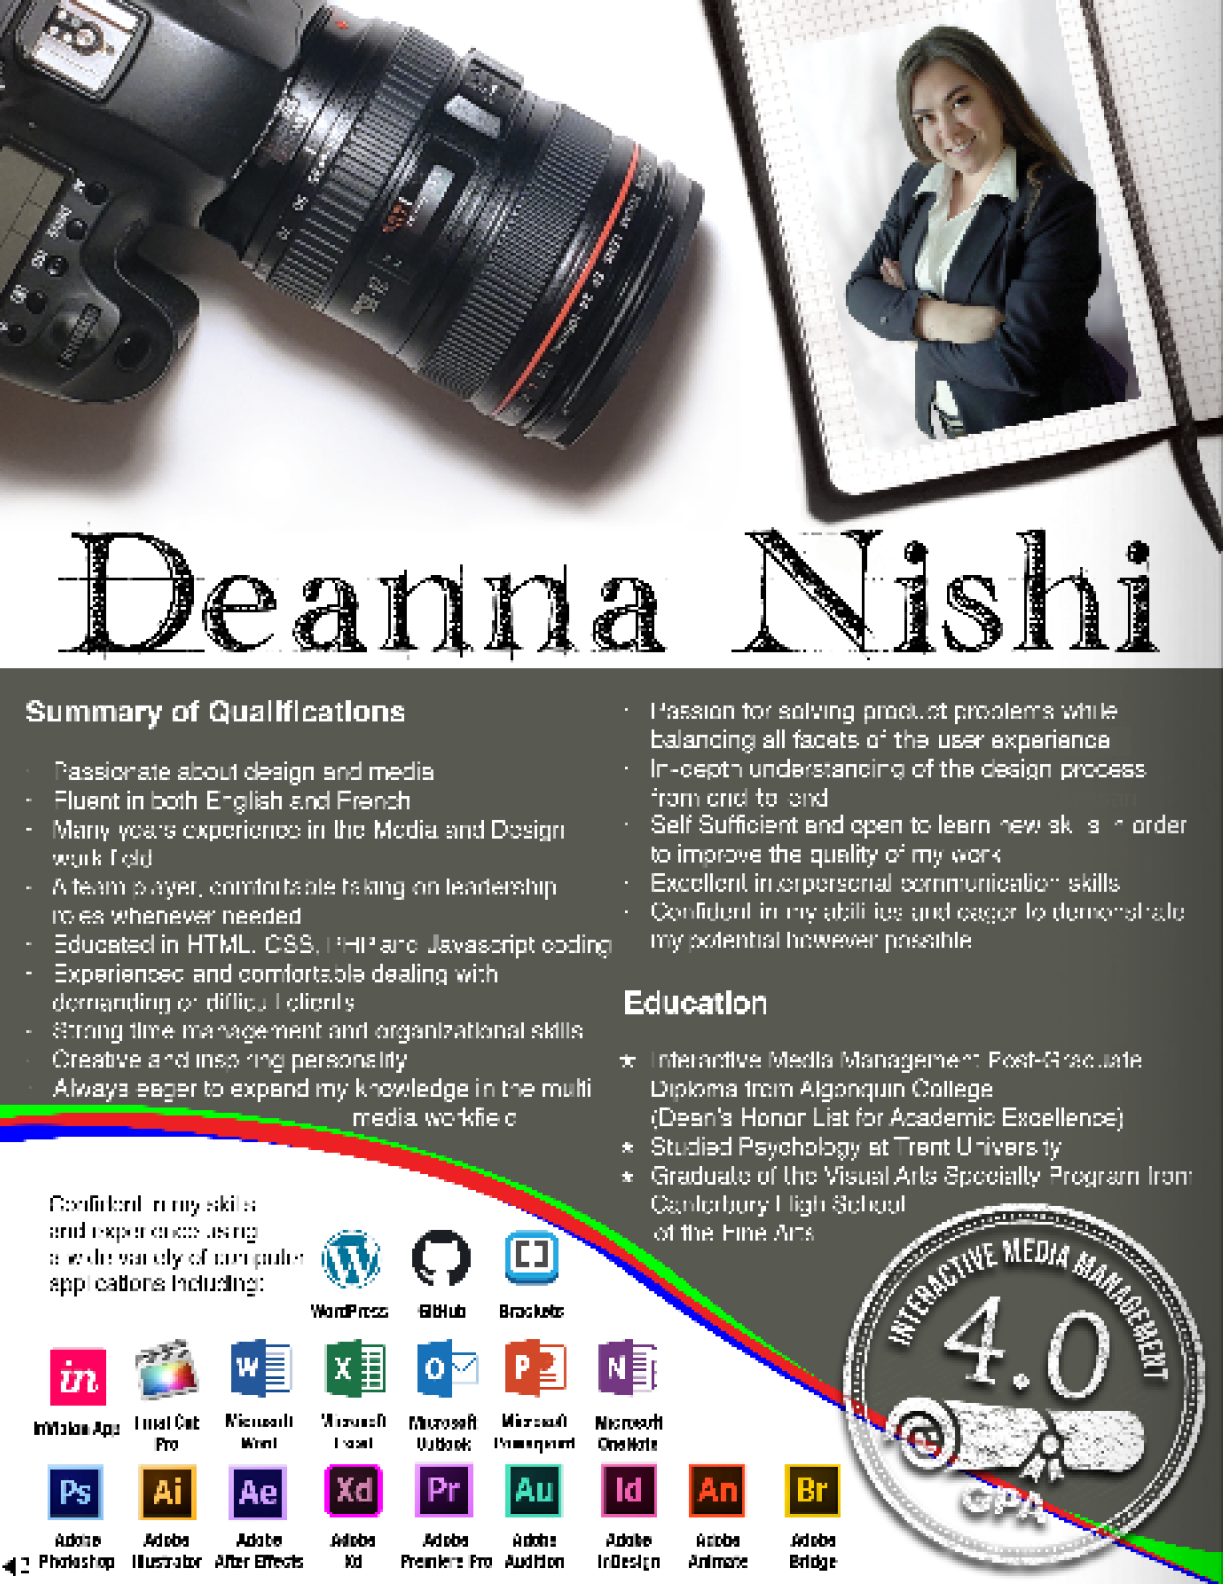 Deanna Nishi
Summary of Qualifications
- Passionate about design and media
- Fluent in both English and French
- Many years experience in the Media and Design
work field
- A team player, comfortable taking on leadership
roles whenever needed
- Educated in HTML, CSS, PHP and Javascript coding
- Experienced and comfortable dealing with
demanding or difficult clients
- Strong time management and organizational skills
- Creative and inspiring personality
- Always eager to expand my knowledge in the multi
media workfield
· Passion for solving product problems while
balancing all facets of the user experience
· In-depth understanding of the design process
from end-to-end
· Self Sufficient and open to learn new skills in order
to improve the quality of my work
· Excellent interpersonal communication skills
· Confident in my abilities and eager to demonstrate
my potential however possible
Education
★ Interactive Media Management Post-Graduate
Diploma from Algonquin College
(Dean's Honor List for Academic Excellence)
★ Studied Psychology at Trent University
★ Graduate of the Visual Arts Specialty Program from
Canterbury High School
of the Fine Arts
Confident in my skills
and experience using
a wide variety of computer
applications including:
WordPress
GitHub
Brackets
in
InVision App
Final Cut
Pro
W
Microsoft
Word
X
Microsoft
Excel
O
Microsoft
Outlook
P
Microsoft
Powerpoint
N
Microsoft
OneNote
Ps
Adobe
Photoshop
Ai
Adobe
Illustrator
Ae
Adobe
After Effects
Xd
Adobe
Xd
Pr
Adobe
Premiere Pro
Au
Adobe
Audition
Id
Adobe
InDesign
An
Adobe
Animate
Br
Adobe
Bridge
INTERACTIVE MEDIA MANAGEMENT
4.0
GPA